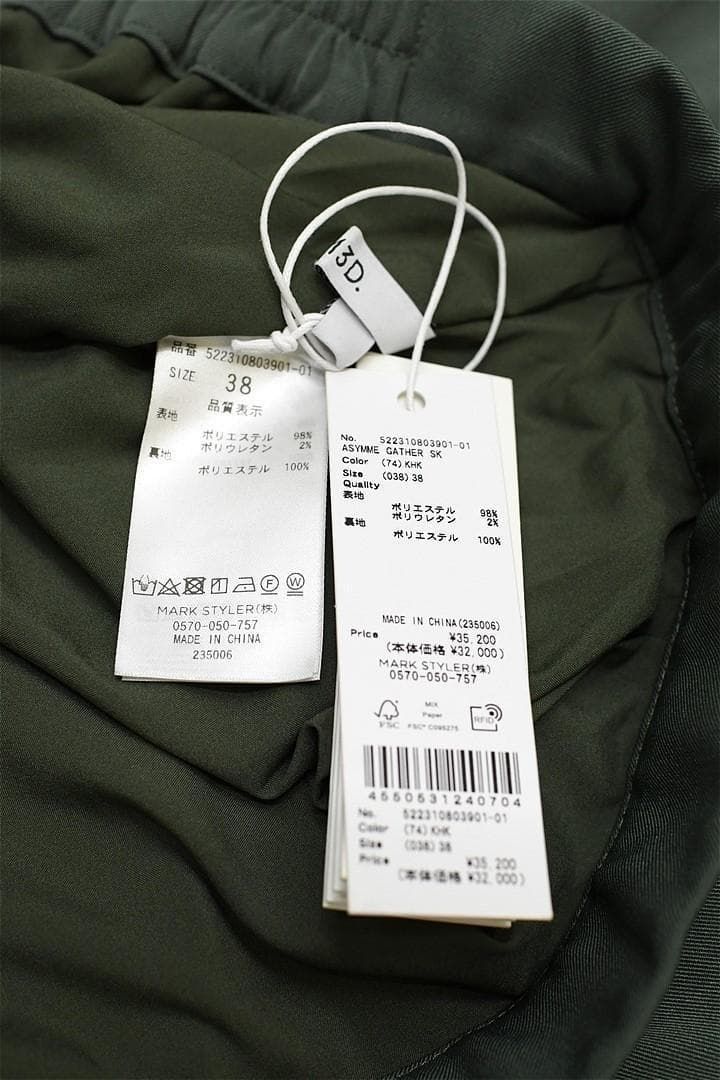 13D.
品番 522310803901-01
SIZE 38
品質表示
表地
ポリエステル 98%
ポリウレタン 2%
裏地
ポリエステル 100%
MARK STYLER(株)
0570-050-757
MADE IN CHINA
235006
No. 522310803901-01
ASYMME GATHER SK
Color (74) KHK
Size (038) 38
Quality
表地
ポリエステル 98%
ポリウレタン 2%
裏地
ポリエステル 100%
MADE IN CHINA(235006)
Price ¥35,200
(本体価格 ¥32,000)
MARK STYLER(株)
0570-050-757
FSC
MIX
Paper
FSC® C095275
RFID
4550531240704
No. 522310803901-01
Color (74) KHK
Size (038) 38
Price ¥35,200
(本体価格 ¥32,000)